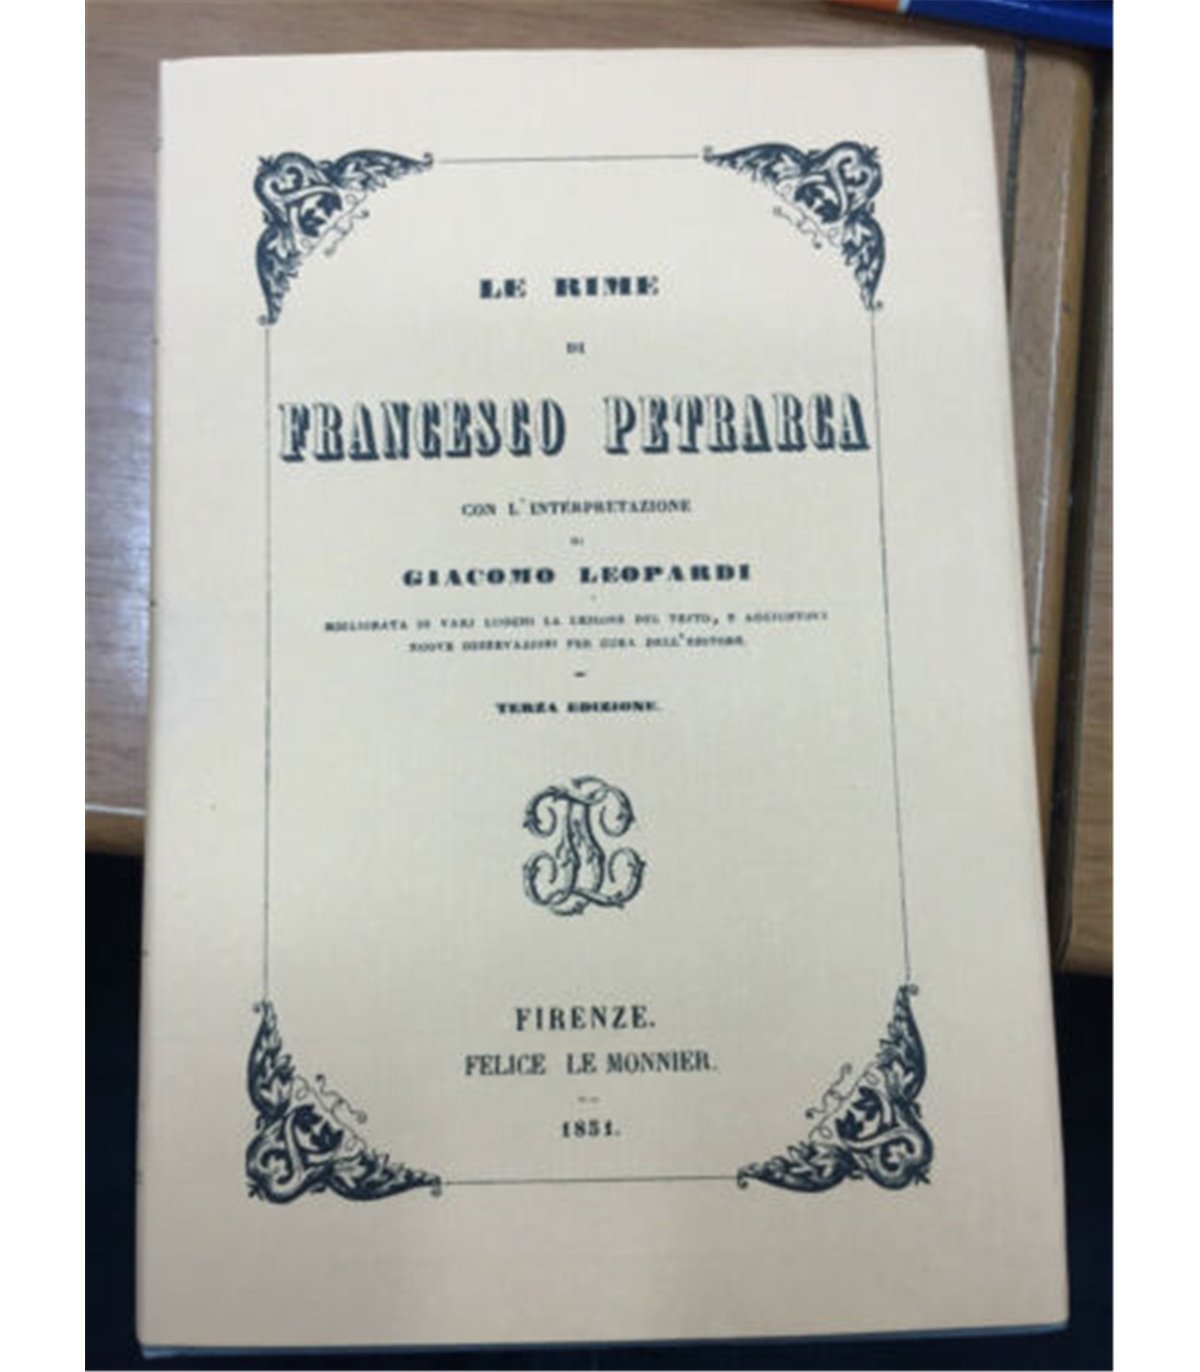 LE RIME
DI
FRANCESCO PETRARCA
CON L'INTERPRETAZIONE
DI
GIACOMO LEOPARDI
MIGLIORATA IN VARJ LUOGHI LA LEZIONE DEL TESTO, E AGGIUNTOVI
NUOVE OSSERVAZIONI PER CURA DELL'EDITORE.
TERZA EDIZIONE.
FIRENZE.
FELICE LE MONNIER.
1851.